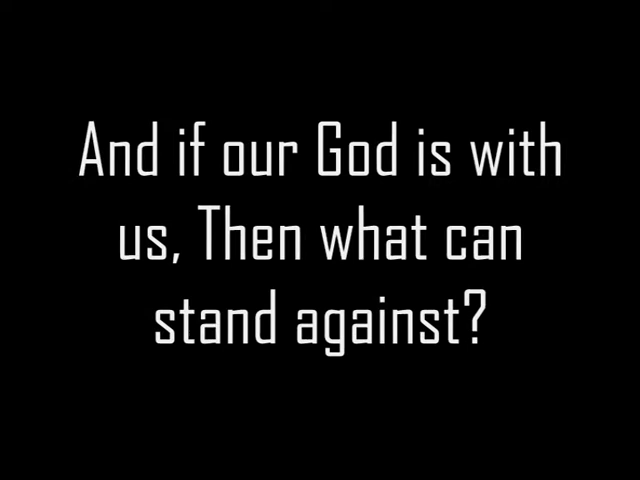 And if our God is with
us, Then what can
stand against?